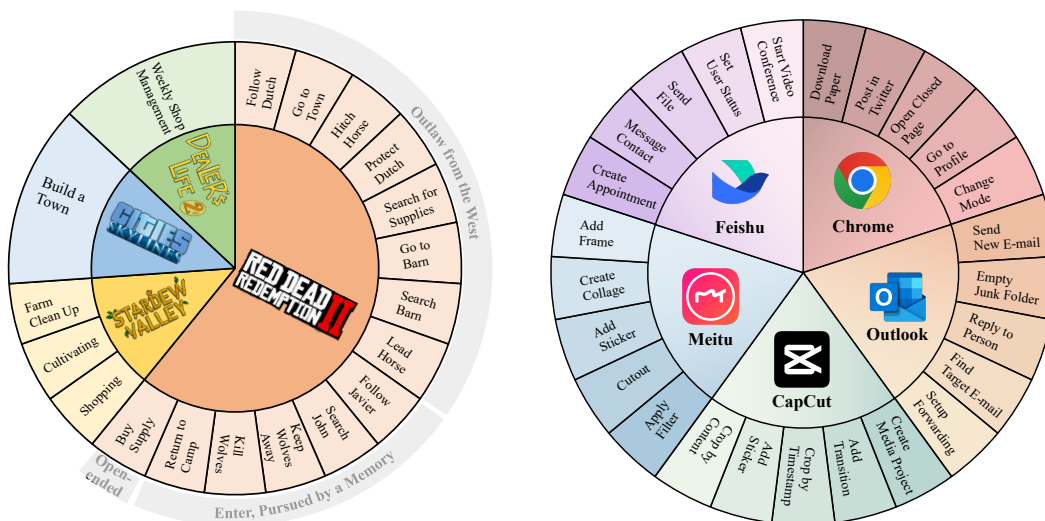 Outlaw from the West
Follow
Dutch
Go to
Town
Hitch
Horse
Protect
Dutch
Search for
Supplies
Go to
Barn
Search
Barn
Lead
Horse
Follow
Javier
Search
John
Keep
Wolves
Away
Kill
Wolves
Return to
Camp
Buy
Supply
Enter, Pursued by a Memory
Open-
ended
Shopping
Cultivating
Farm
Clean Up
Build a
Town
Weekly Shop
Management
DEALER'S
LIFE
2
CITIES
SKYLINES
STARDEW
VALLEY
RED DEAD
REDEMPTION
II
Start Video
Conference
Set
User Status
Send
File
Message
Contact
Create
Appointment
Feishu
Download
Paper
Post in
Twitter
Open Closed
Page
Go to
Profile
Change
Mode
Chrome
Send
New E-mail
Empty
Junk Folder
Reply to
Person
Find
Target E-mail
Setup
Forwarding
O
Outlook
Create
Media Project
Add
Transition
Crop by
Timestamp
Add
Sticker
Crop by
Content
CapCut
Add
Frame
Create
Collage
Add
Sticker
Cutout
Apply
Filter
Meitu